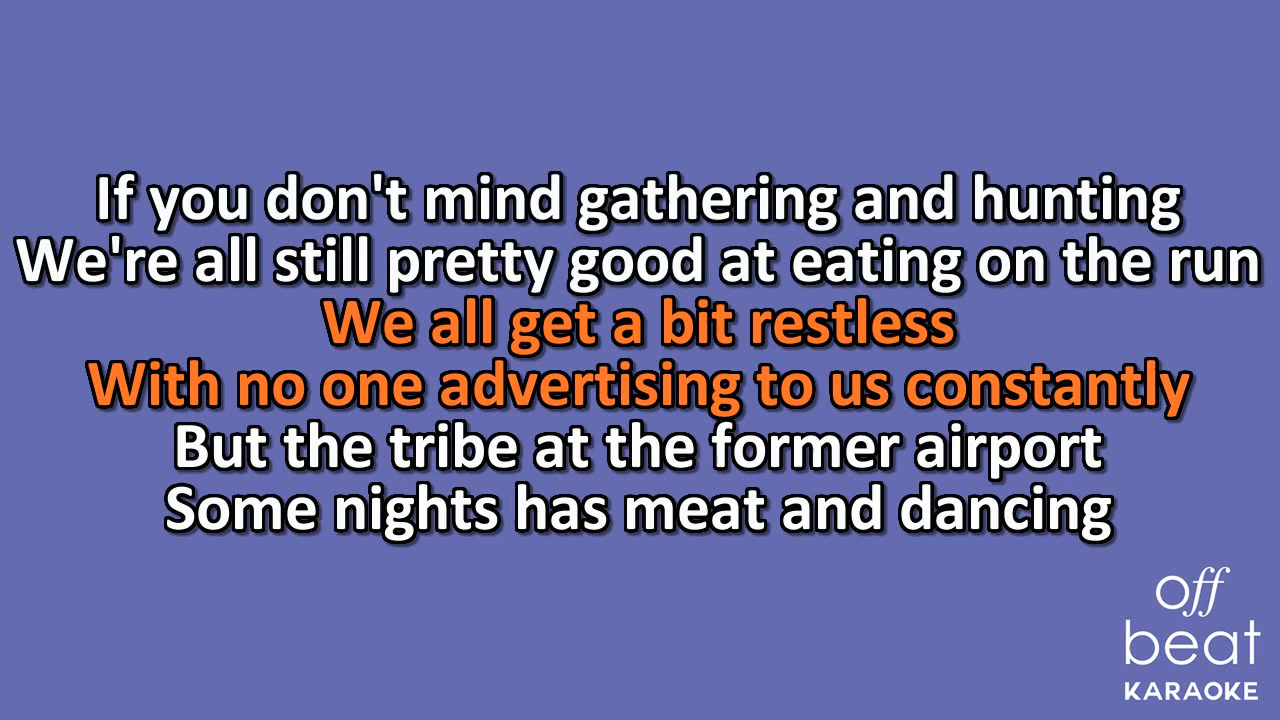 If you don't mind gathering and hunting
We're all still pretty good at eating on the run
We all get a bit restless
With no one advertising to us constantly
But the tribe at the former airport
Some nights has meat and dancing
off
beat
KARAOKE